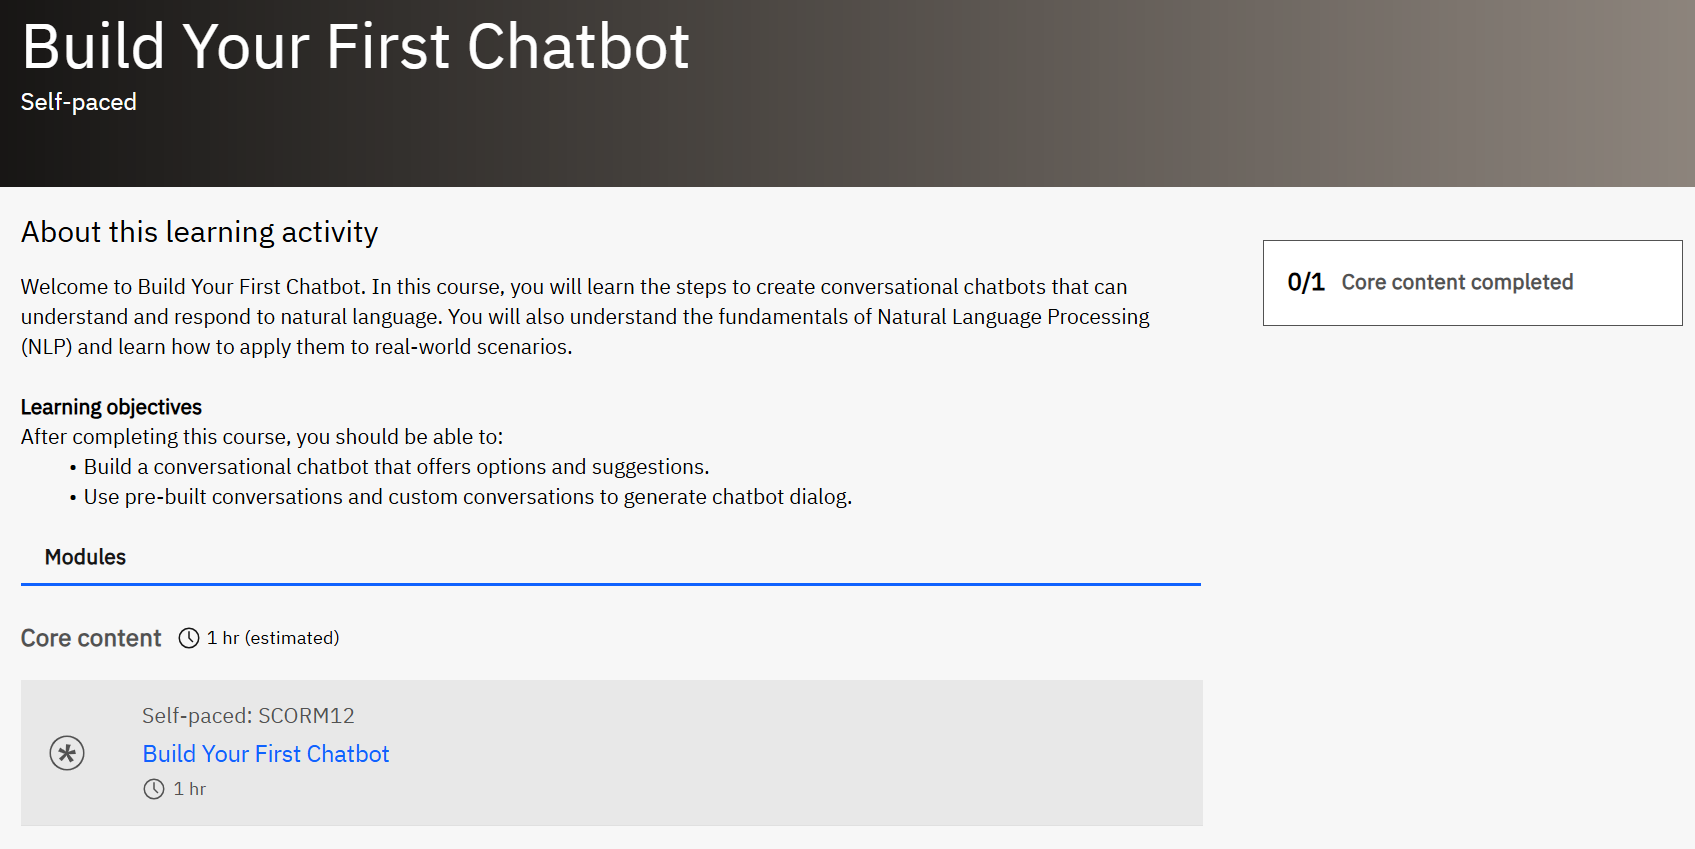 Build Your First Chatbot
Self-paced
About this learning activity
Welcome to Build Your First Chatbot. In this course, you will learn the steps to create conversational chatbots that can
understand and respond to natural language. You will also understand the fundamentals of Natural Language Processing
(NLP) and learn how to apply them to real-world scenarios.
0/1 Core content completed
Learning objectives
After completing this course, you should be able to:
• Build a conversational chatbot that offers options and suggestions.
• Use pre-built conversations and custom conversations to generate chatbot dialog.
Modules
Core content 1 hr (estimated)
Self-paced: SCORM12
Build Your First Chatbot
1 hr